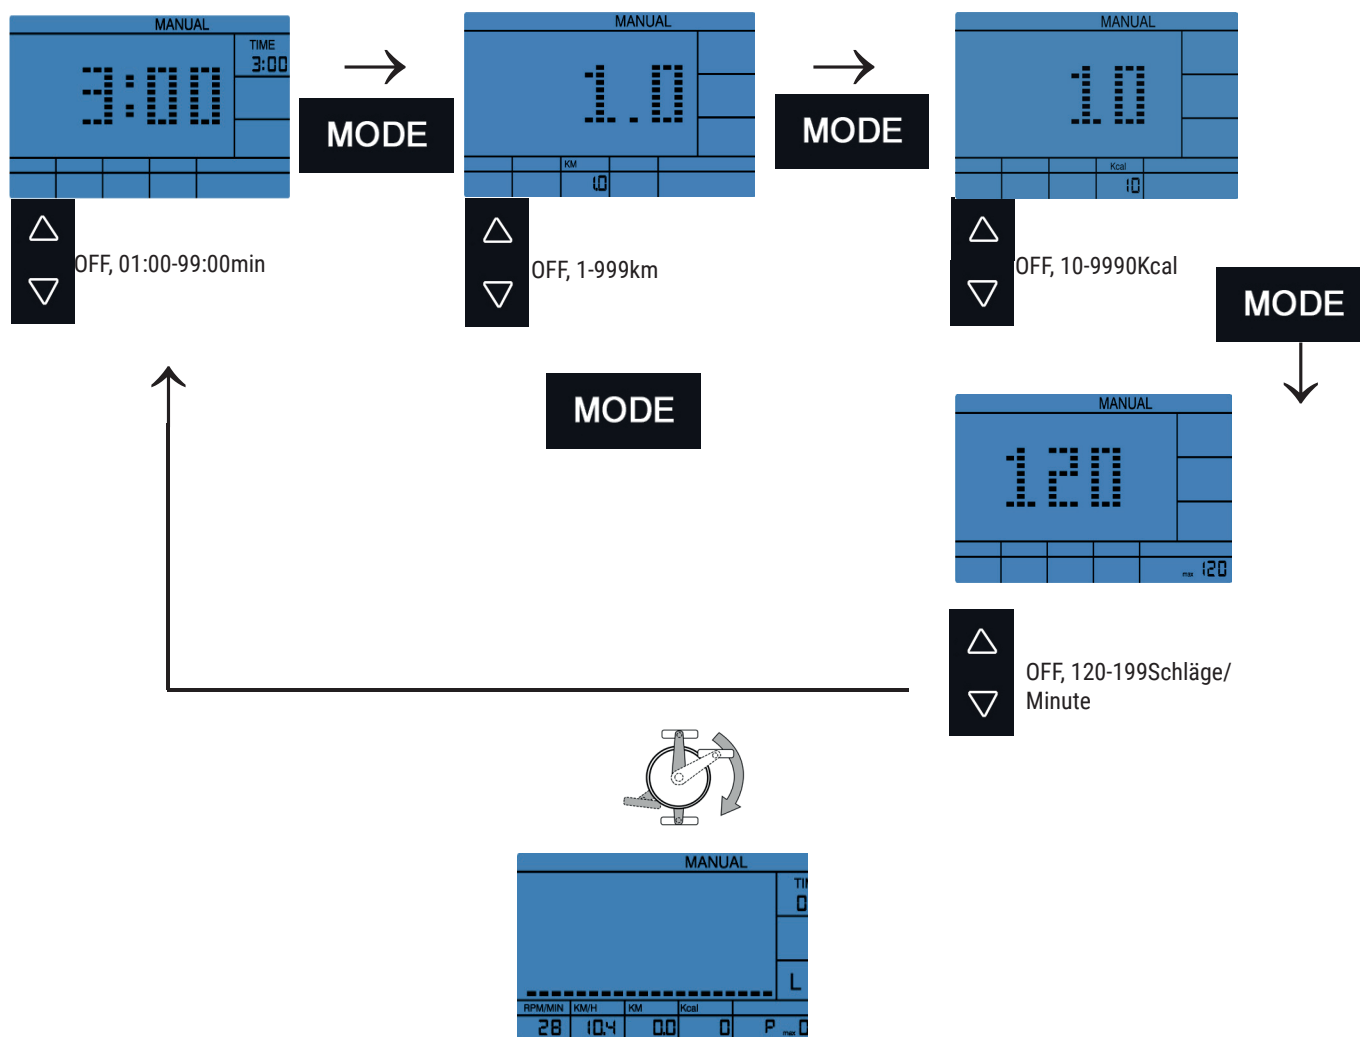 MANUAL
TIME
3:00
3:00
MODE
OFF, 01:00-99:00min
MANUAL
1.0
KM
1.0
MODE
OFF, 1-999km
MANUAL
10
Kcal
10
OFF, 10-9990Kcal
MODE
MODE
MANUAL
120
max 120
OFF, 120-199Schläge/
Minute
MANUAL
L
RPM/MIN KM/H KM Kcal
28 10.4 0.0 0 P max 0